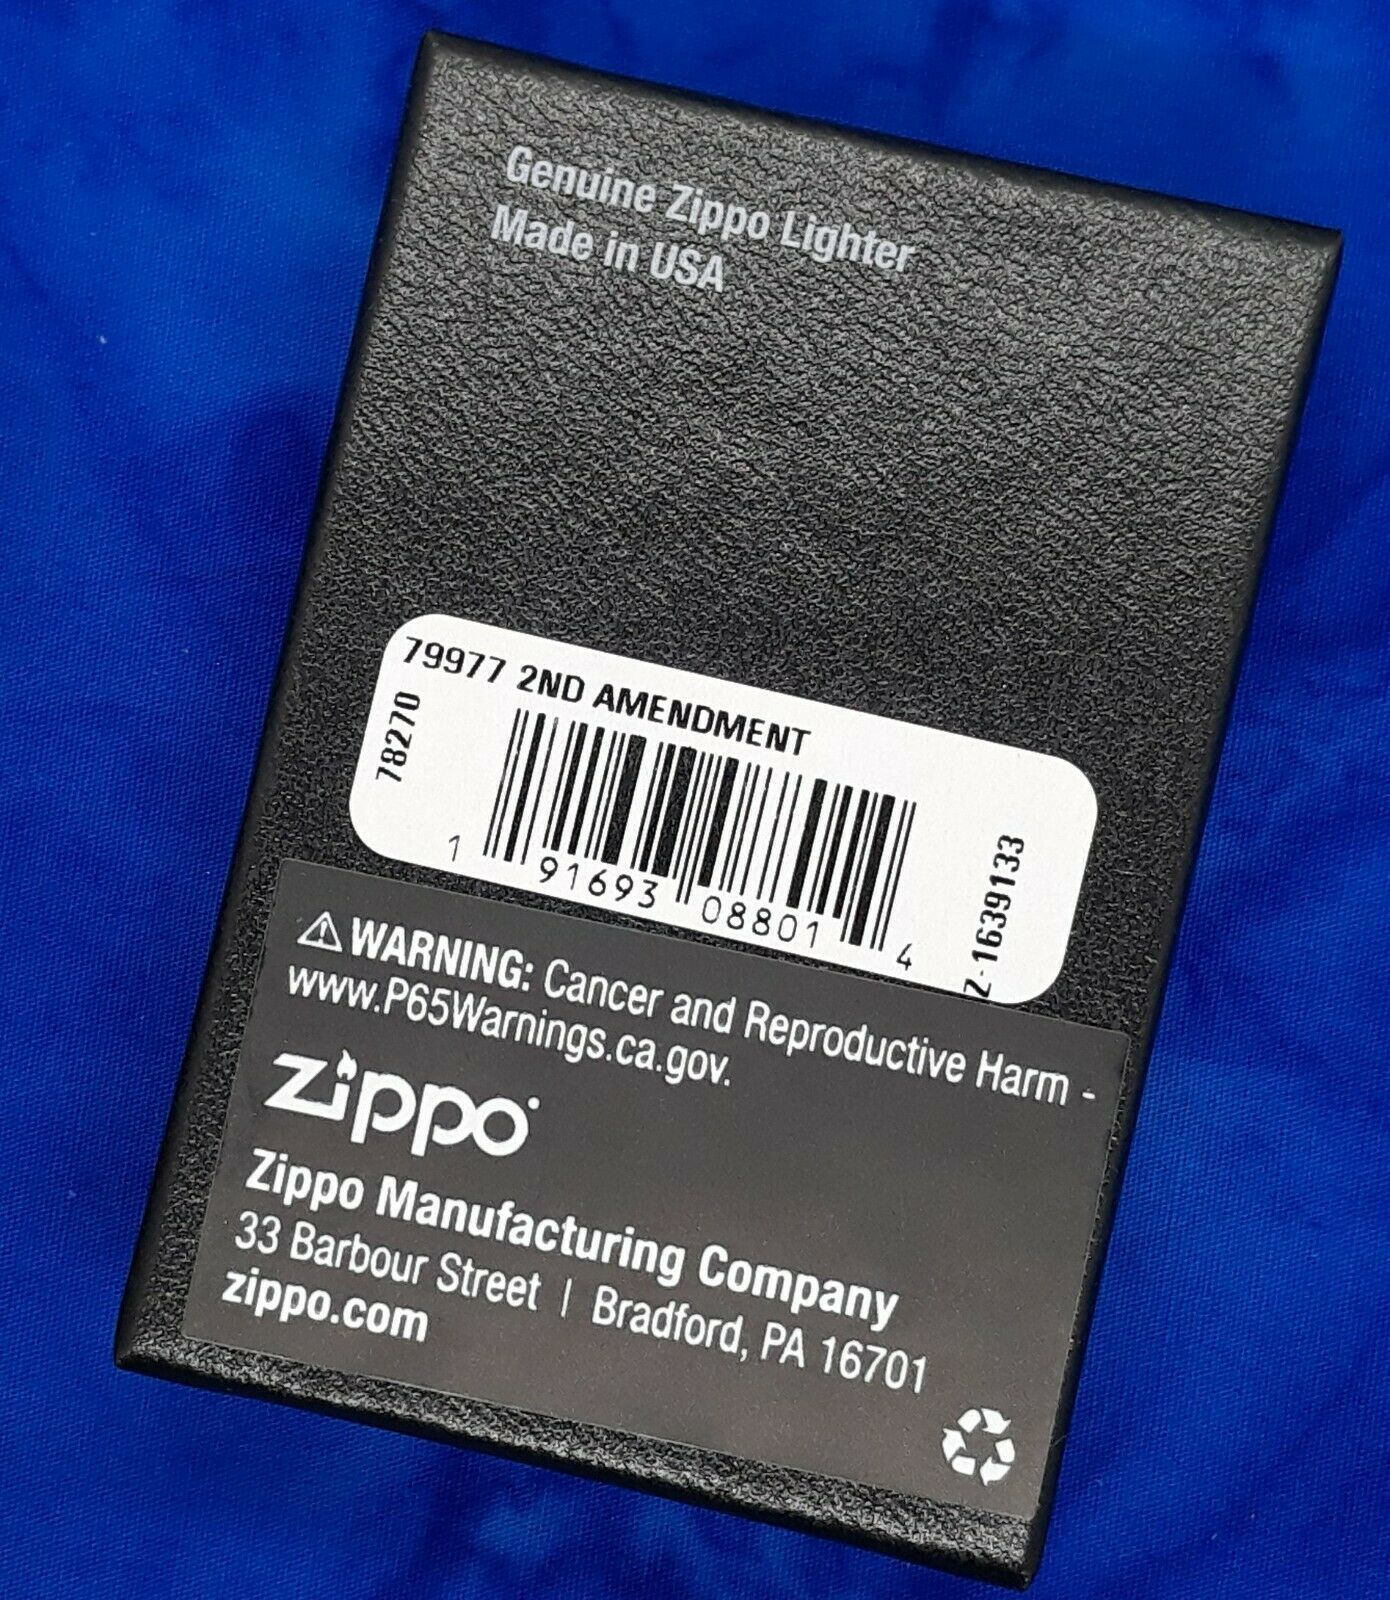 Genuine Zippo Lighter
Made in USA
79977 2ND AMENDMENT
78270
1 91693 08801 4
Z-1639133
WARNING: Cancer and Reproductive Harm -
www.P65Warnings.ca.gov.
zippo
Zippo Manufacturing Company
33 Barbour Street | Bradford, PA 16701
zippo.com